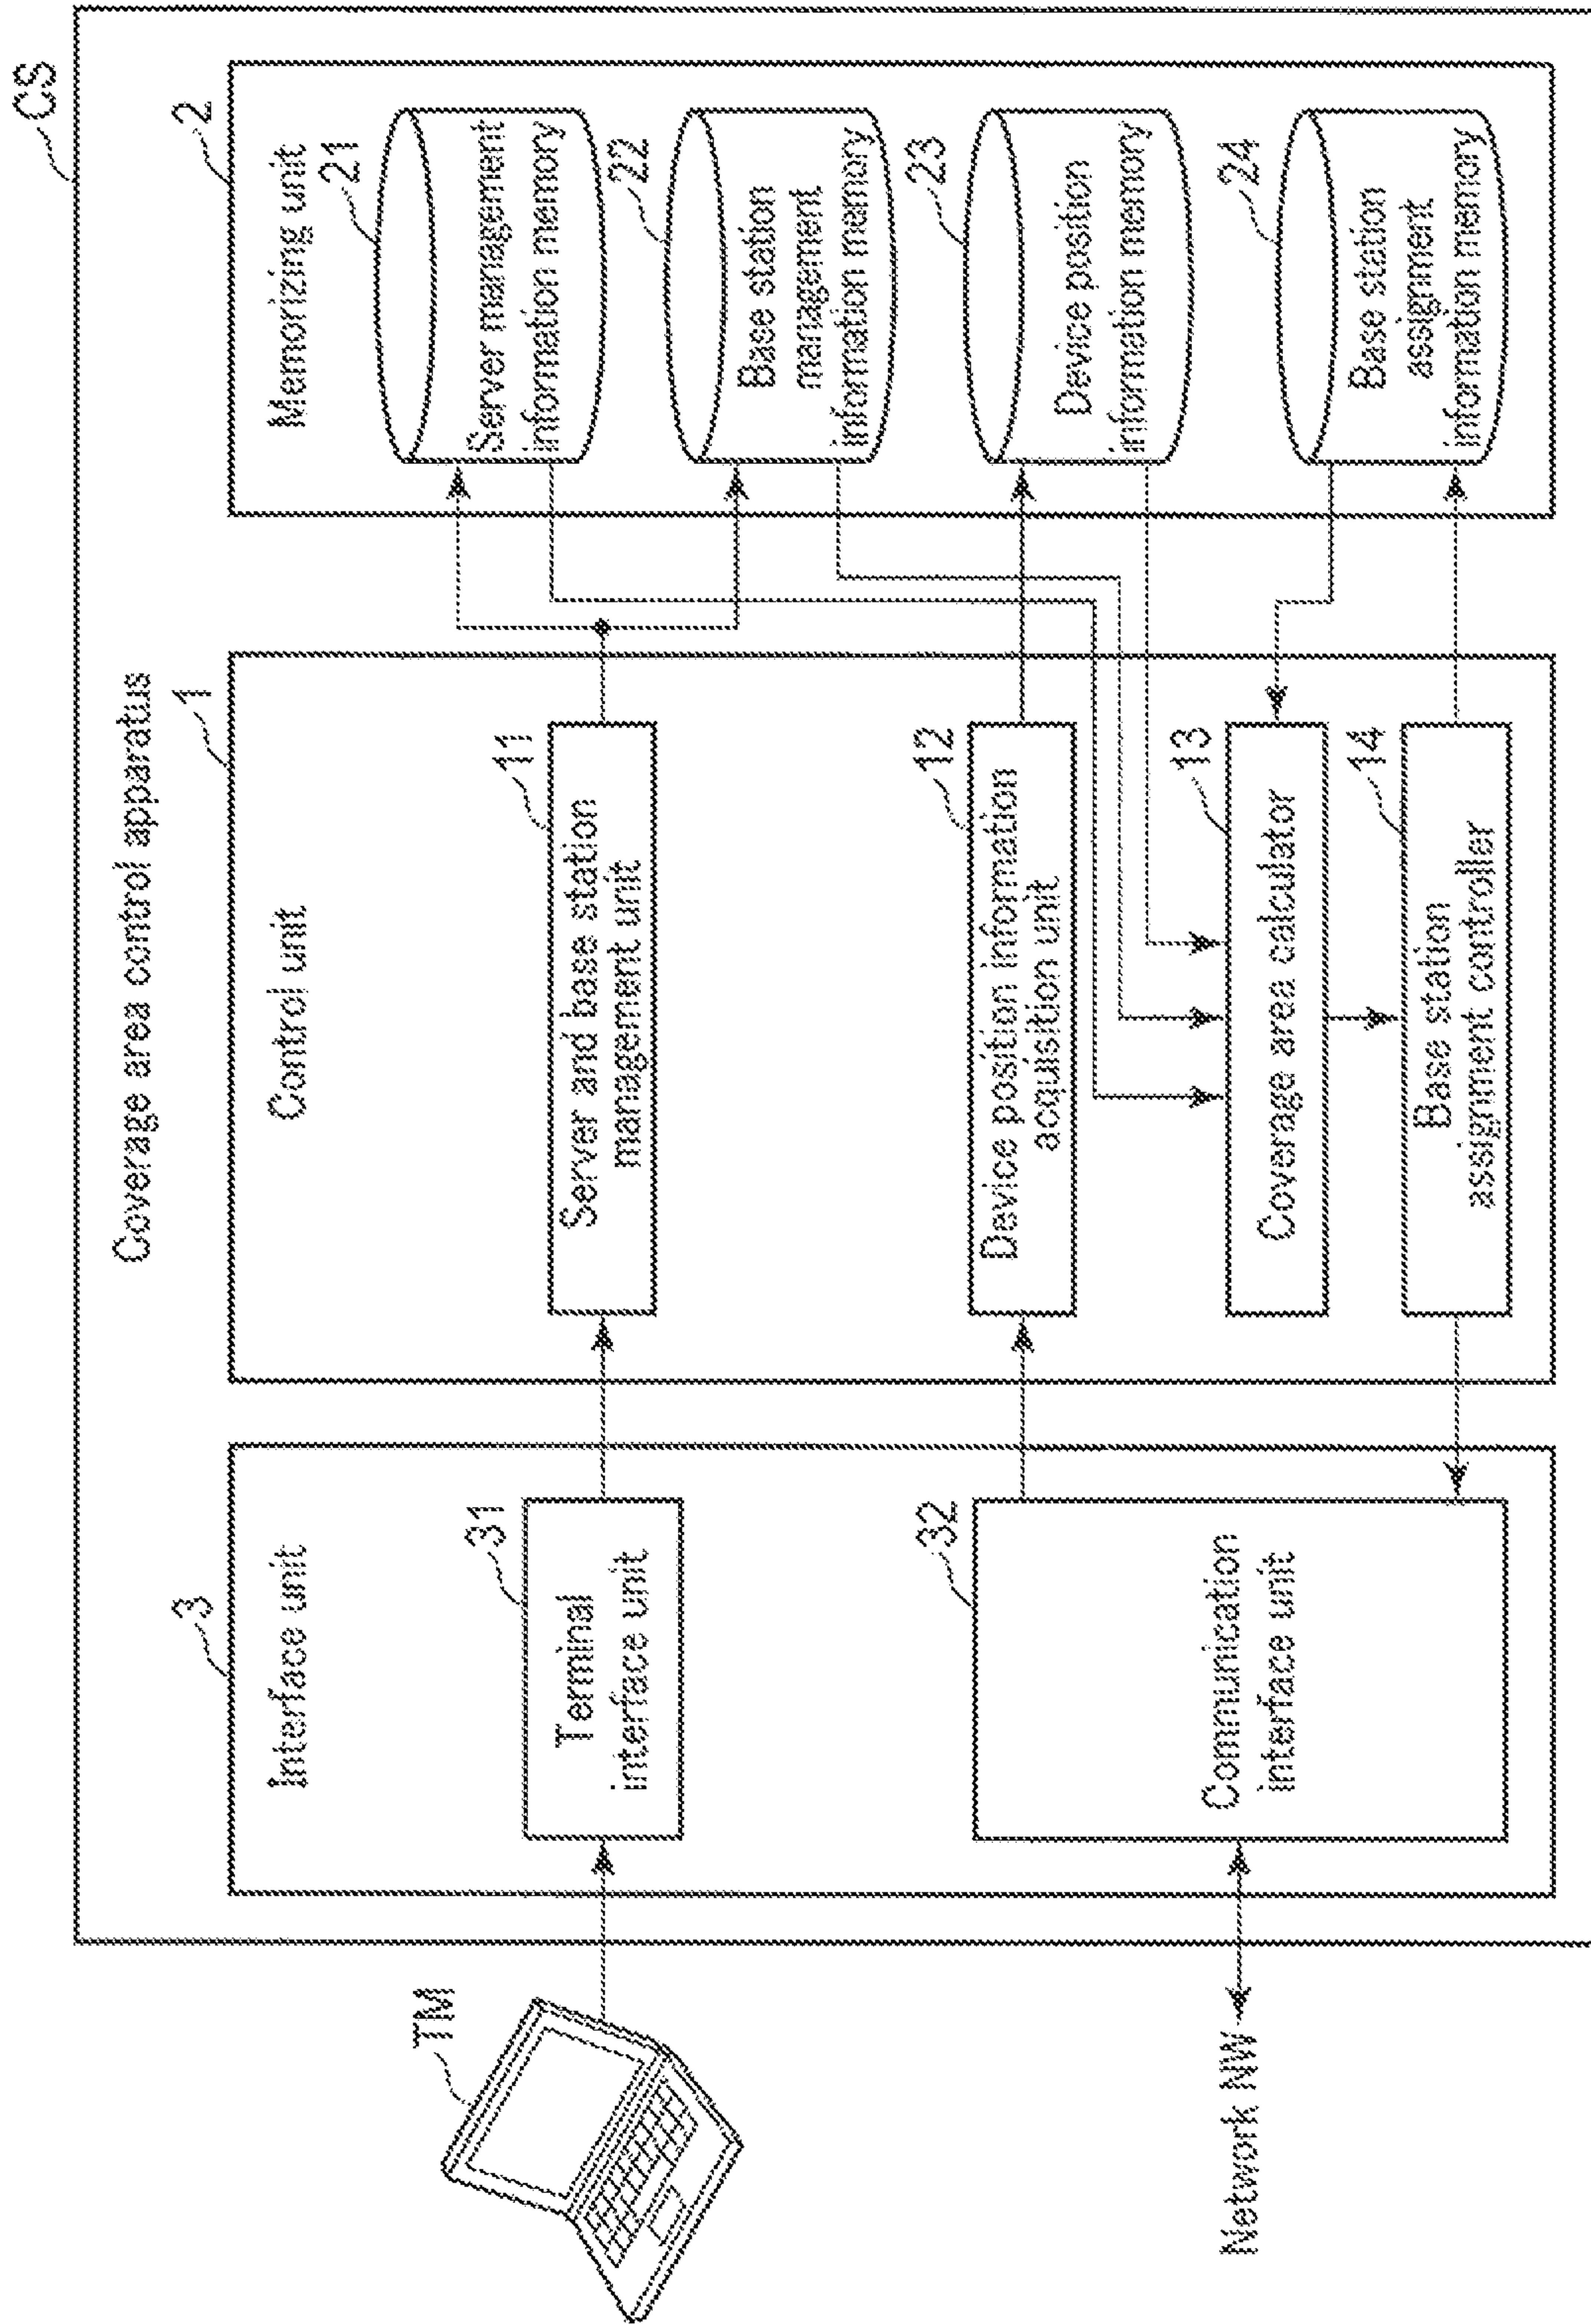 CS
Coverage area control apparatus
3
Interface unit
31
Terminal
interface unit
32
Communication
interface unit
TM
Network NW
1
Control unit
11
Server and base station
management unit
12
Device position information
acquisition unit
13
Coverage area calculator
14
Base station
assignment controller
2
Memorizing unit
21
Server management
information memory
22
Base station
management
information memory
23
Device position
information memory
24
Base station
assignment
information memory